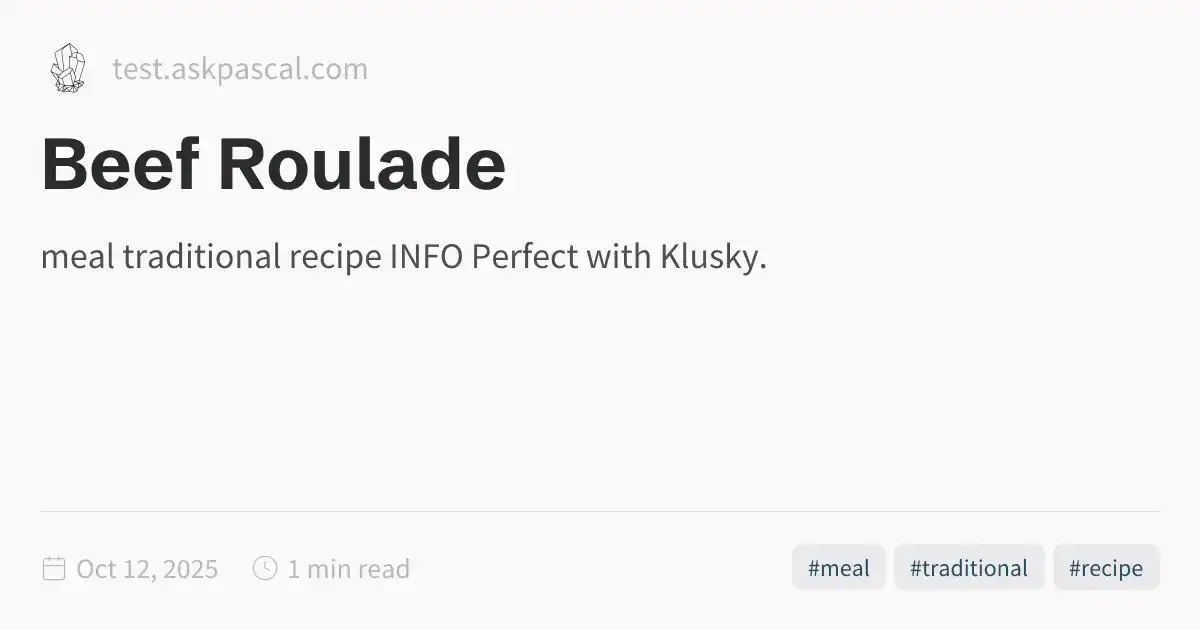 test.askpascal.com
Beef Roulade
meal traditional recipe INFO Perfect with Klusky.
Oct 12, 2025 1 min read #meal #traditional #recipe